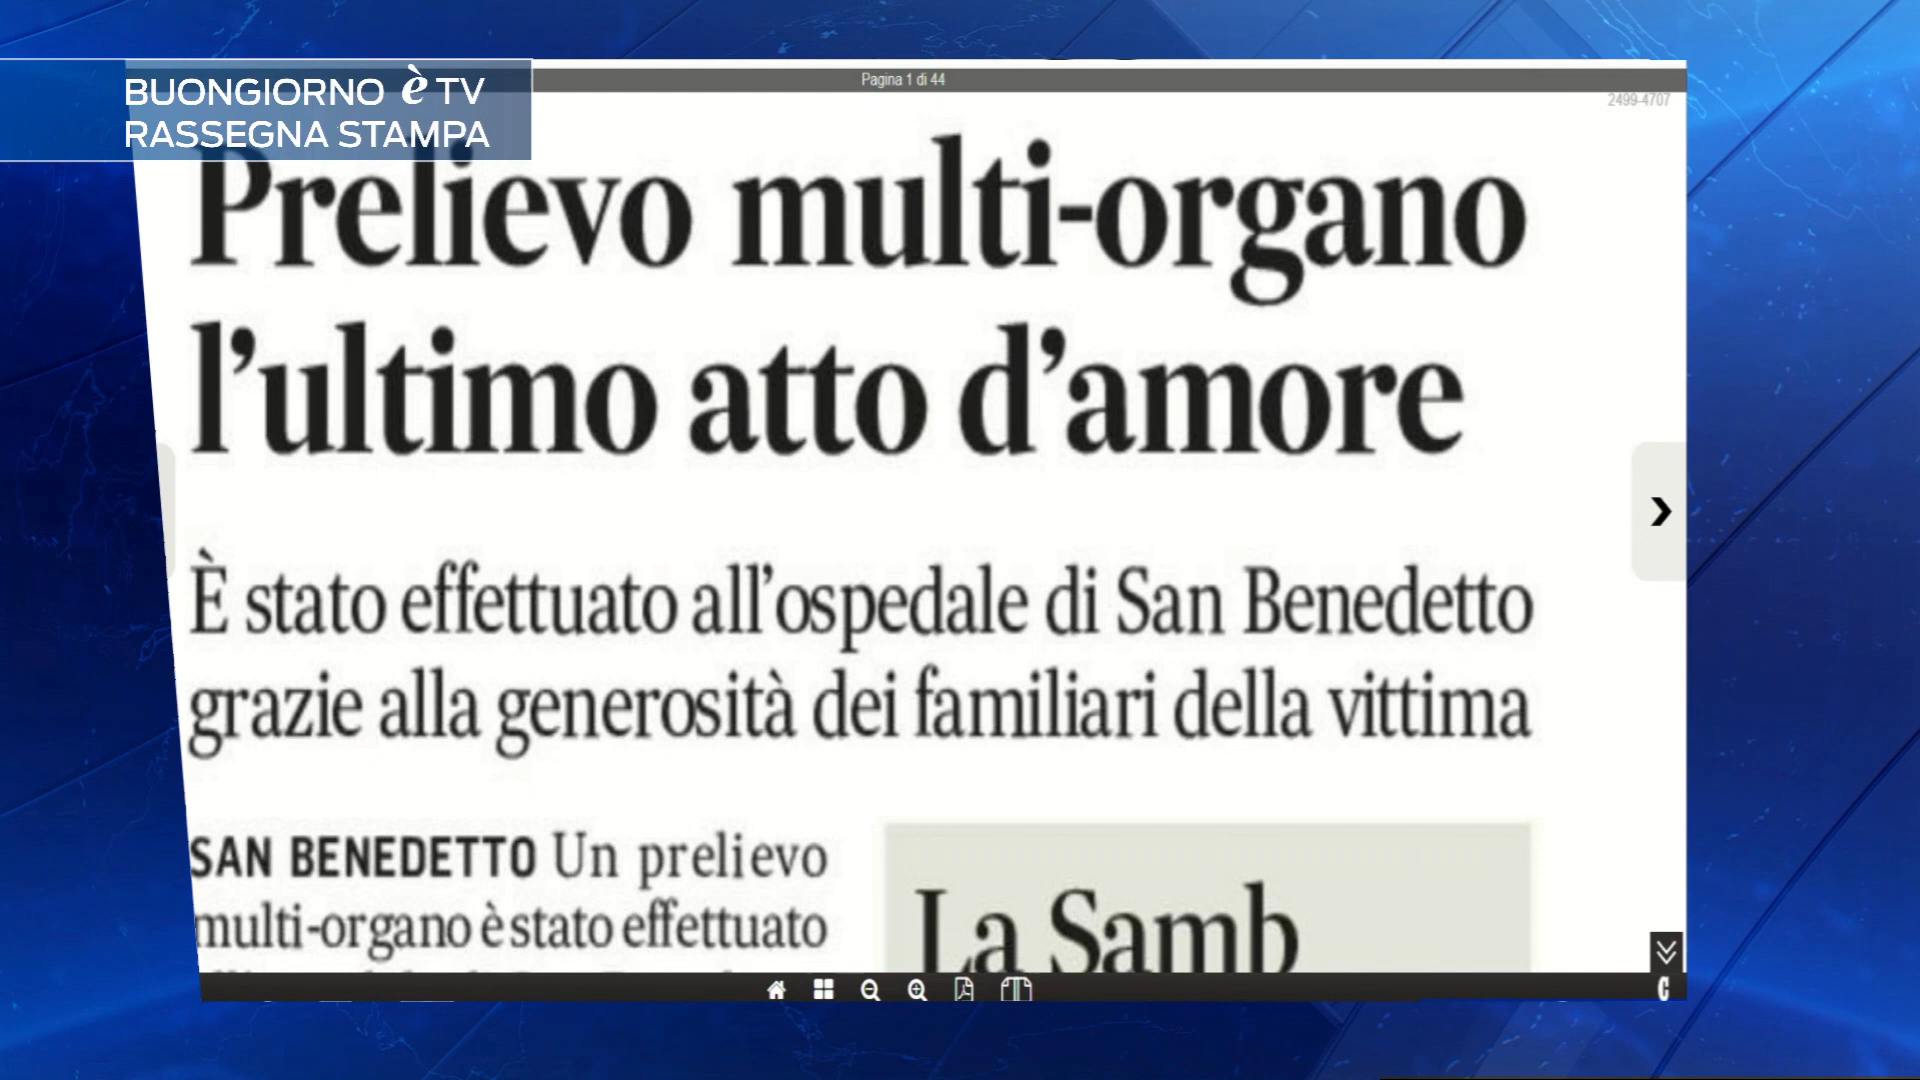 BUONGIORNO è TV
RASSEGNA STAMPA
Pagina 1 di 44
2499-4707
Prelievo multi-organo
l'ultimo atto d'amore
È stato effettuato all'ospedale di San Benedetto
grazie alla generosità dei familiari della vittima
SAN BENEDETTO Un prelievo
multi-organo è stato effettuato
La Samb